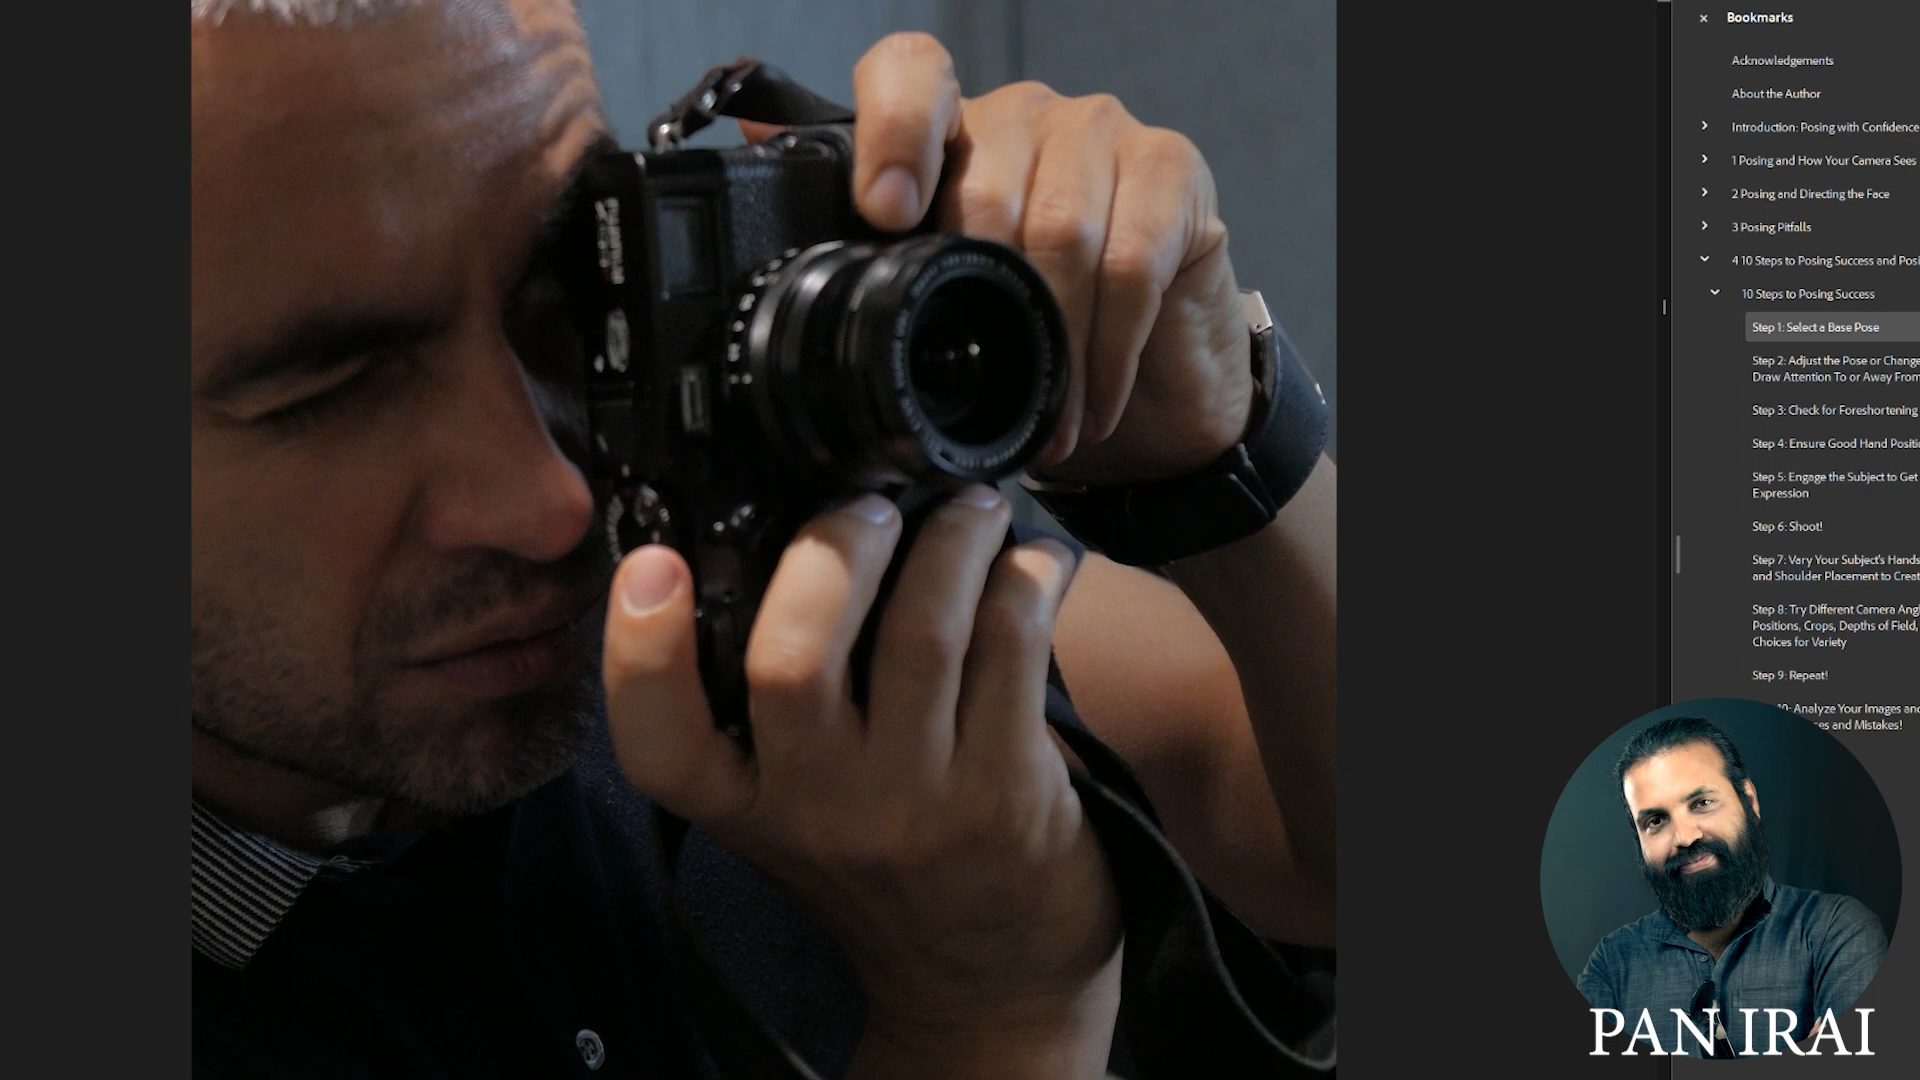 Bookmarks
Acknowledgements
About the Author
Introduction: Posing with Confidence
1 Posing and How Your Camera Sees
2 Posing and Directing the Face
3 Posing Pitfalls
4 10 Steps to Posing Success and Posi
10 Steps to Posing Success
Step 1: Select a Base Pose
Step 2: Adjust the Pose or Change
Draw Attention To or Away From
Step 3: Check for Foreshortening
Step 4: Ensure Good Hand Positi
Step 5: Engage the Subject to Get
Expression
Step 6: Shoot!
Step 7: Vary Your Subject's Hands
and Shoulder Placement to Creat
Step 8: Try Different Camera Angl
Positions, Crops, Depths of Field,
Choices for Variety
Step 9: Repeat!
10: Analyze Your Images and
es and Mistakes!
PAN IRAI